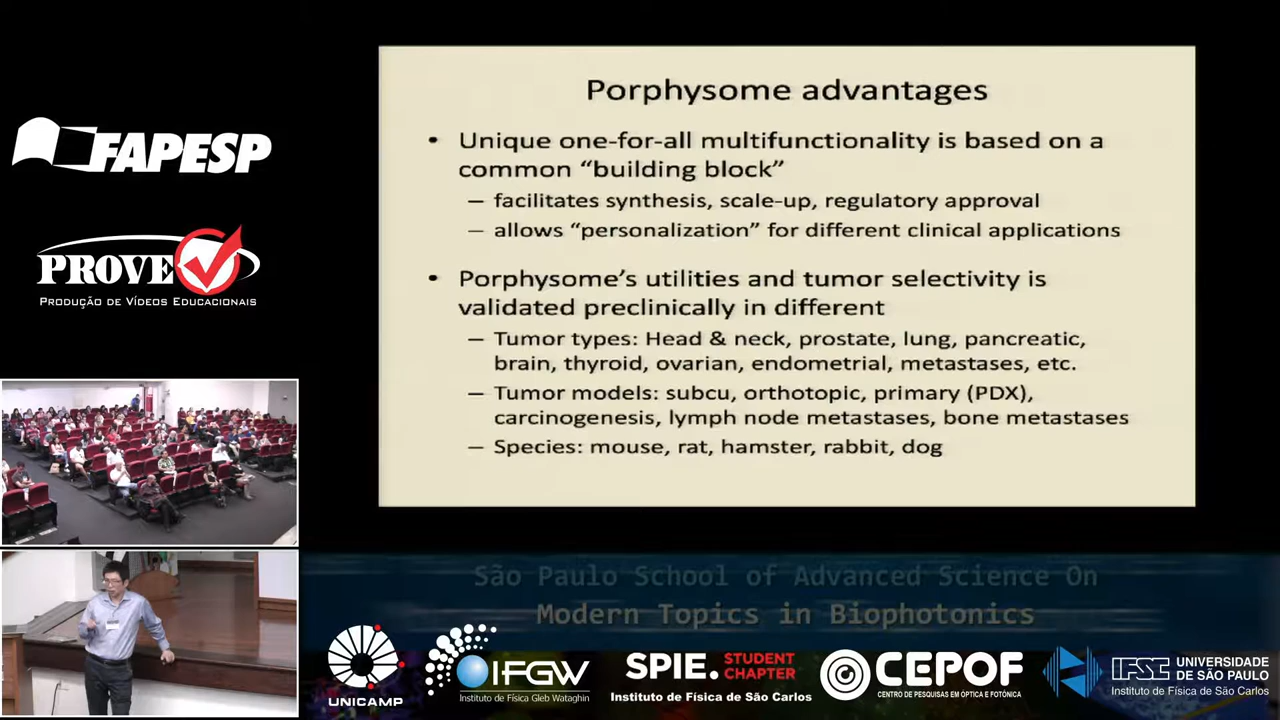 FAPESP
PROVE
PRODUÇÃO DE VÍDEOS EDUCACIONAIS
Porphysome advantages
• Unique one-for-all multifunctionality is based on a
common “building block”
– facilitates synthesis, scale-up, regulatory approval
– allows “personalization” for different clinical applications
• Porphysome’s utilities and tumor selectivity is
validated preclinically in different
– Tumor types: Head & neck, prostate, lung, pancreatic,
brain, thyroid, ovarian, endometrial, metastases, etc.
– Tumor models: subcu, orthotopic, primary (PDX),
carcinogenesis, lymph node metastases, bone metastases
– Species: mouse, rat, hamster, rabbit, dog
São Paulo School of Advanced Science On
Modern Topics in Biophotonics
UNICAMP
IFGW
Instituto de Física Gleb Wataghin
SPIE. STUDENT
CHAPTER
Instituto de Física de São Carlos
CEPOF
CENTRO DE PESQUISAS EM ÓPTICA E FOTÔNICA
IFSC UNIVERSIDADE
DE SÃO PAULO
Instituto de Física de São Carlos